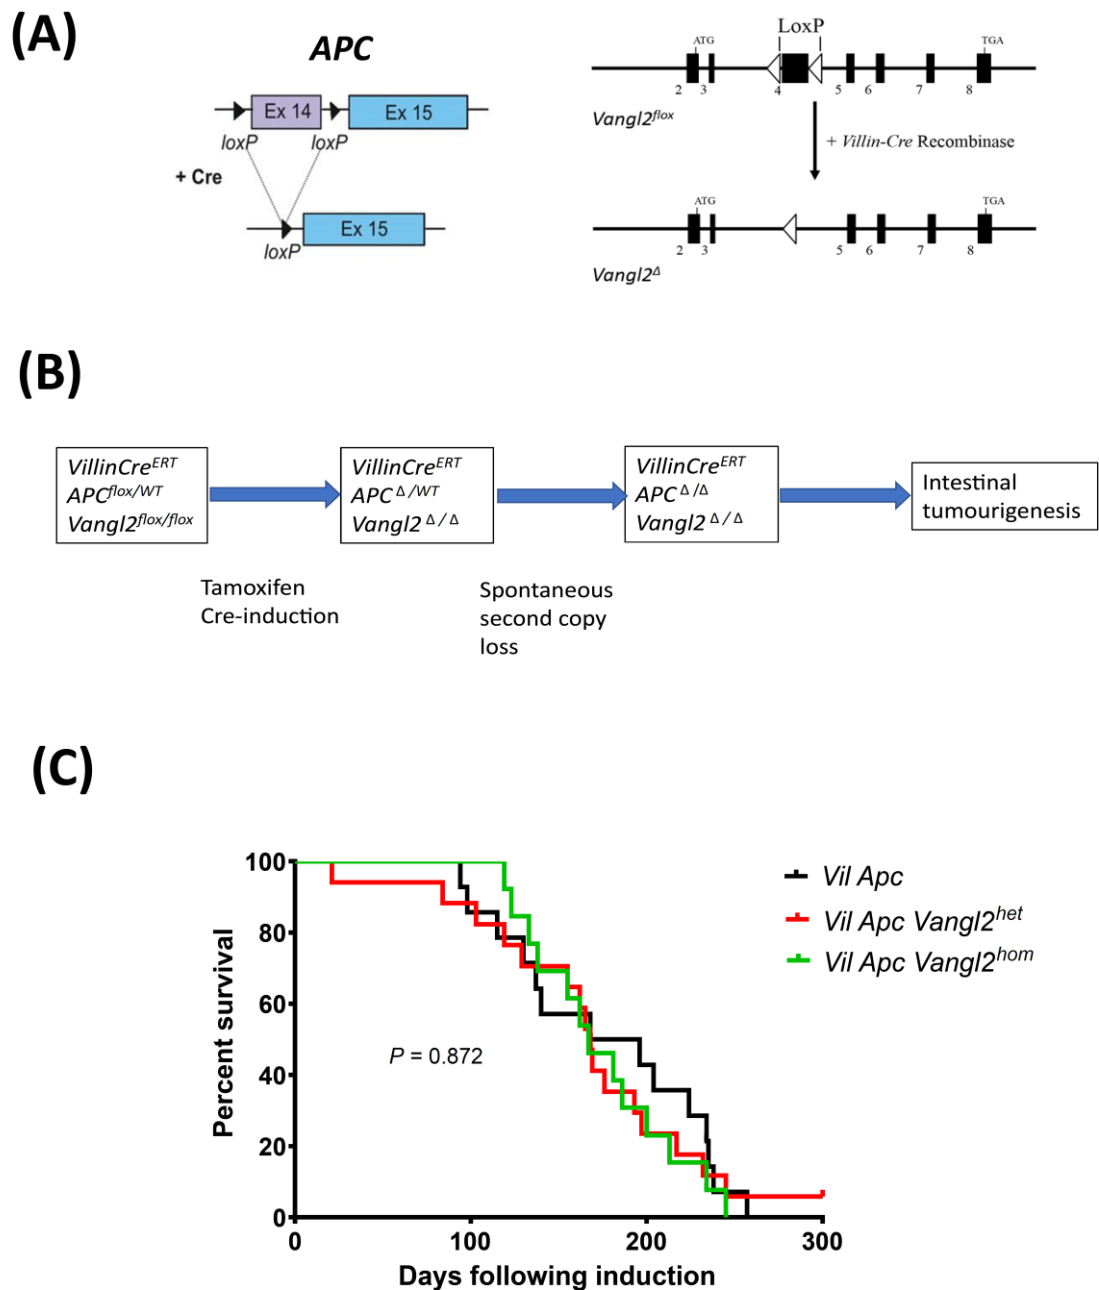 (A)
APC
Ex 14
Ex 15
loxP
loxP
+ Cre
Ex 15
loxP
LoxP
ATG
TGA
2
3
4
5
6
7
8
Vangl2flox
+ Villin-Cre Recombinase
ATG
TGA
2
3
5
6
7
8
Vangl2Δ
(B)
VillinCreERT
APCflox/WT
Vangl2flox/flox
Tamoxifen
Cre-induction
VillinCreERT
APCΔ/WT
Vangl2Δ/Δ
Spontaneous
second copy
loss
VillinCreERT
APCΔ/Δ
Vangl2Δ/Δ
Intestinal
tumourigenesis
(C)
Percent survival
100
80
60
40
20
0
P = 0.872
0
100
200
300
Days following induction
Vil Apc
Vil Apc Vangl2het
Vil Apc Vangl2hom